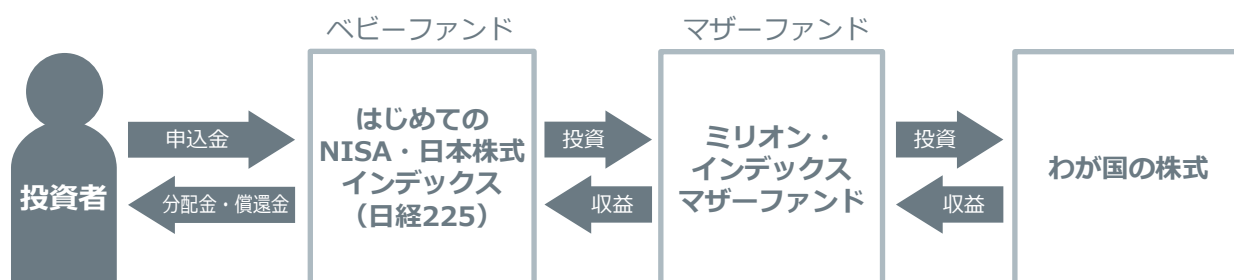 ベビーファンド
マザーファンド
投資者
申込金
分配金・償還金
はじめての
NISA・日本株式
インデックス
（日経225）
投資
収益
ミリオン・
インデックス
マザーファンド
投資
収益
わが国の株式